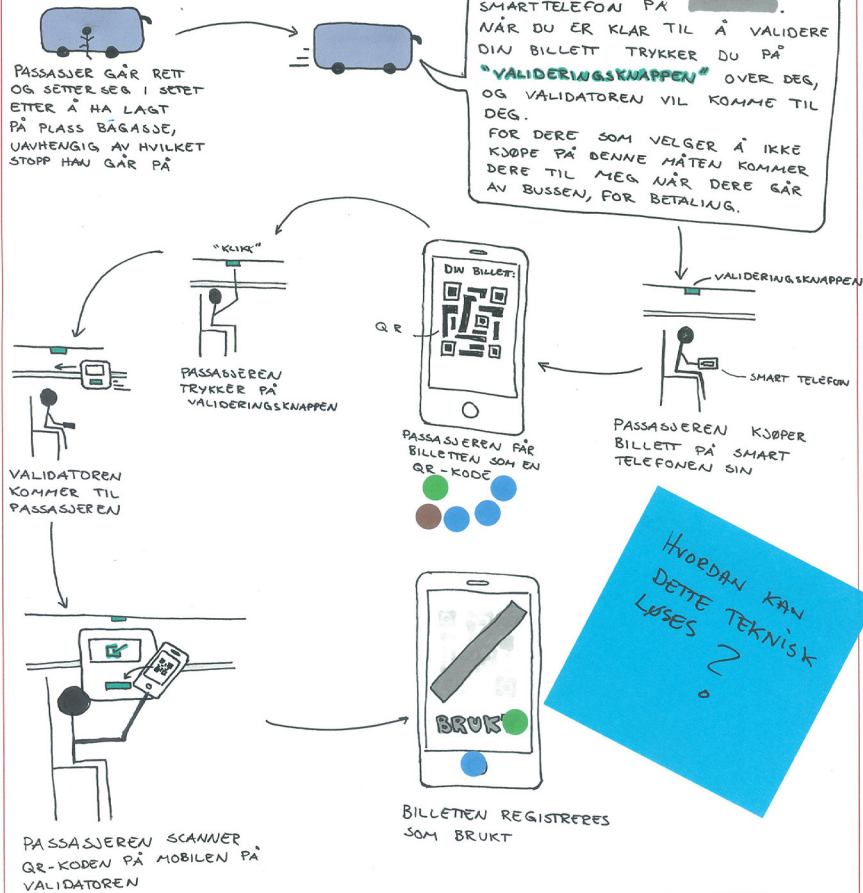 SMARTTELEFON PÅ
NÅR DU ER KLAR TIL Å VALIDERE
DIN BILLETT TRYKKER DU PÅ
"VALIDERINGSKNAPPEN" OVER DEG,
OG VALIDATOREN VIL KOMME TIL
DEG.
FOR DERE SOM VELGER Å IKKE
KJØPE PÅ DENNE MÅTEN KOMMER
DERE TIL MEG NÅR DERE GÅR
AV BUSSEN, FOR BETALING.
PASSASJER GÅR RETT
OG SETTER SEG I SETET
ETTER Å HA LAGT
PÅ PLASS BAGASJE,
UAVHENGIG AV HVILKET
STOPP HAN GÅR PÅ
VALIDERINGSKNAPPEN
SMART TELEFON
PASSASJEREN KJØPER
BILLETT PÅ SMART
TELEFONEN SIN
DIN BILLETT:
QR
PASSASJEREN FÅR
BILLETTEN SOM EN
QR-KODE
"KLIKK"
PASSASJEREN
TRYKKER PÅ
VALIDERINGSKNAPPEN
VALIDATOREN
KOMMER TIL
PASSASJEREN
PASSASJEREN SCANNER
QR-KODEN PÅ MOBILEN PÅ
VALIDATOREN
BRUKT
BILLETTEN REGISTRERES
SOM BRUKT
HVORDAN KAN
DETTE TEKNISK
LØSES
?